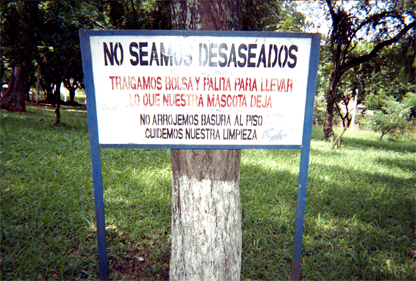 NO SEAMOS DESASEADOS
TRAIGAMOS BOLSA Y PALITA PARA LLEVAR
LO QUE NUESTRA MASCOTA DEJA
NO ARROJEMOS BASURA AL PISO
CUIDEMOS NUESTRA LIMPIEZA